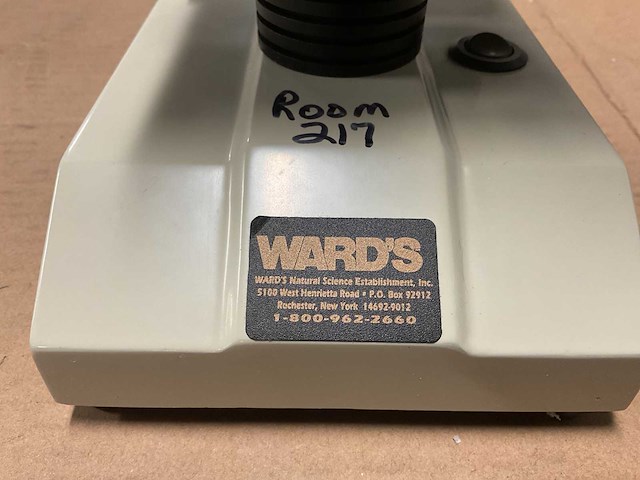 Room
217
WARD'S
WARD'S Natural Science Establishment, Inc.
5100 West Henrietta Road • P.O. Box 92912
Rochester, New York 14692-9012
1-800-962-2660